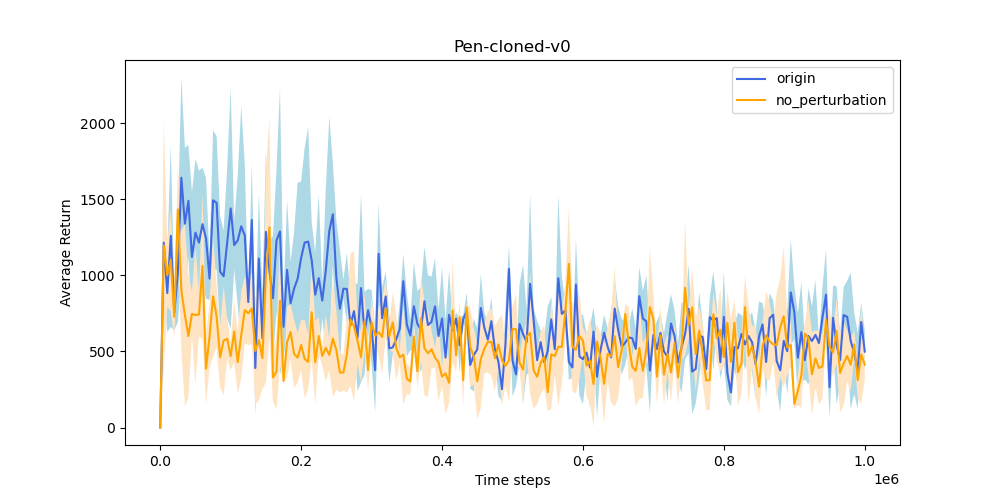 Pen-cloned-v0
origin
no_perturbation
Average Return
2000
1500
1000
500
0
0.0 0.2 0.4 0.6 0.8 1.0
1e6
Time steps